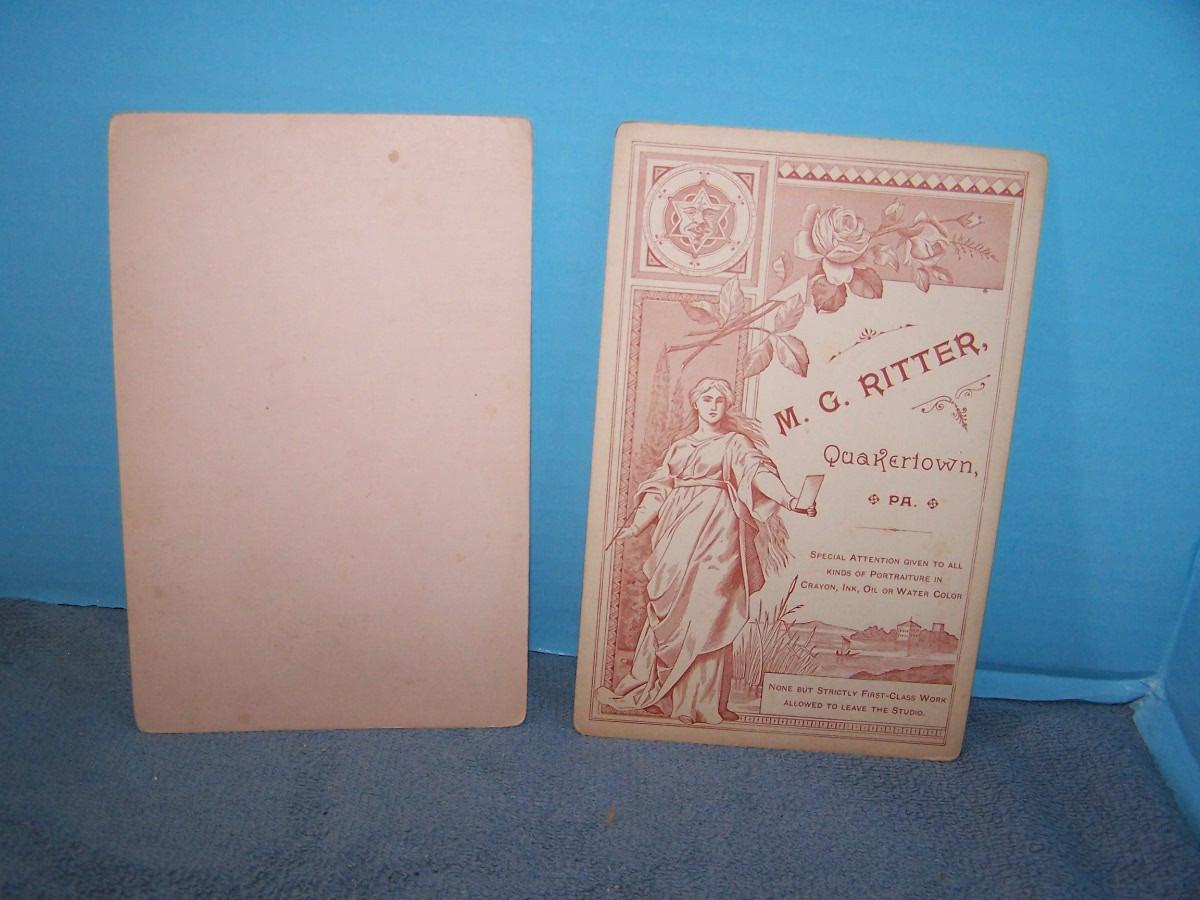 M. G. RITTER,
Quakertown,
PA.
SPECIAL ATTENTION GIVEN TO ALL
KINDS OF PORTRAITURE IN
CRAYON, INK, OIL OR WATER COLOR
NONE BUT STRICTLY FIRST-CLASS WORK
ALLOWED TO LEAVE THE STUDIO.